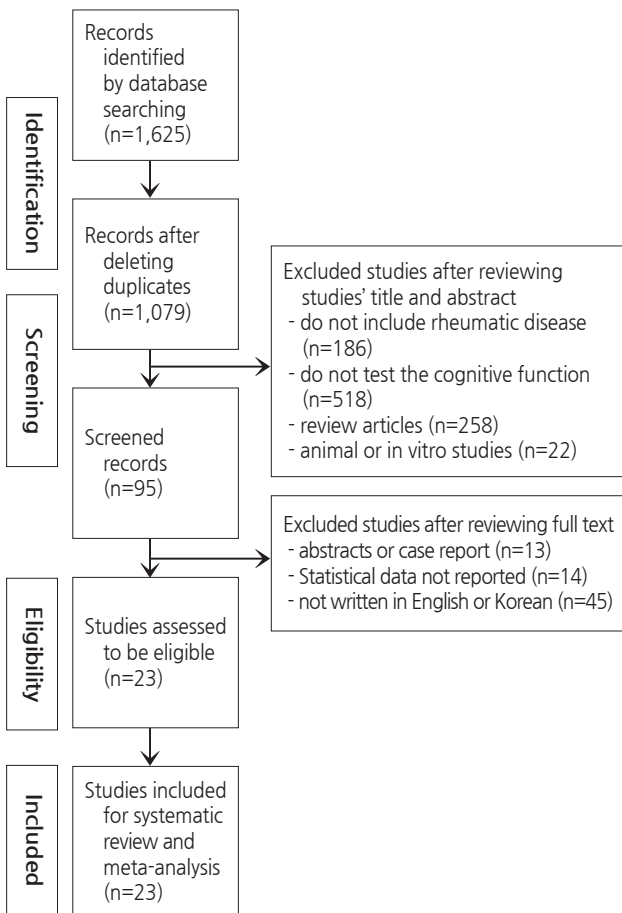 Records
identified
by database
searching
(n=1,625)
Identification
Records after
deleting
duplicates
(n=1,079)
Excluded studies after reviewing
studies’ title and abstract
- do not include rheumatic disease
(n=186)
- do not test the cognitive function
(n=518)
- review articles (n=258)
- animal or in vitro studies (n=22)
Screening
Screened
records
(n=95)
Excluded studies after reviewing full text
- abstracts or case report (n=13)
- Statistical data not reported (n=14)
- not written in English or Korean (n=45)
Eligibility
Studies assessed
to be eligible
(n=23)
Included
Studies included
for systematic
review and
meta-analysis
(n=23)